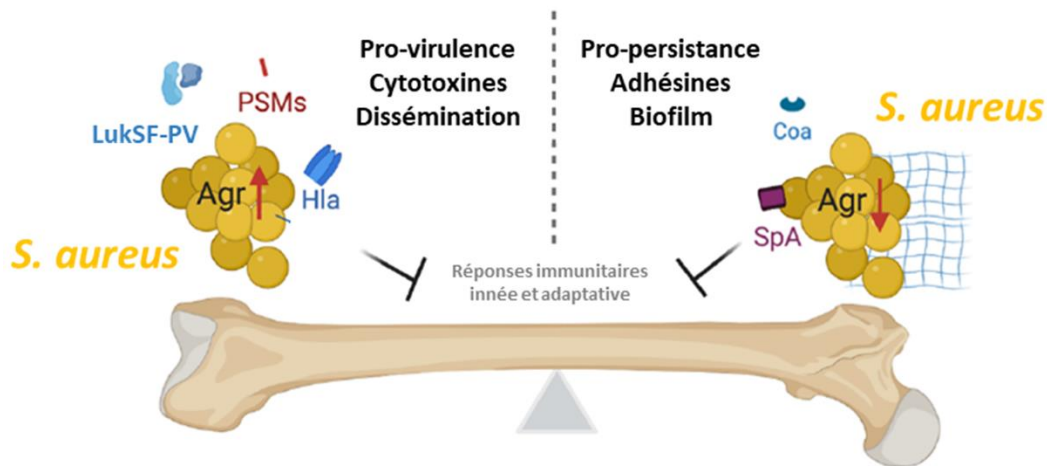 Pro-virulence
Cytotoxines
Dissémination
Pro-persistance
Adhésines
Biofilm
PSMs
LukSF-PV
Agr
Hla
S. aureus
Coa
S. aureus
Agr
SpA
Réponses immunitaires
innée et adaptative